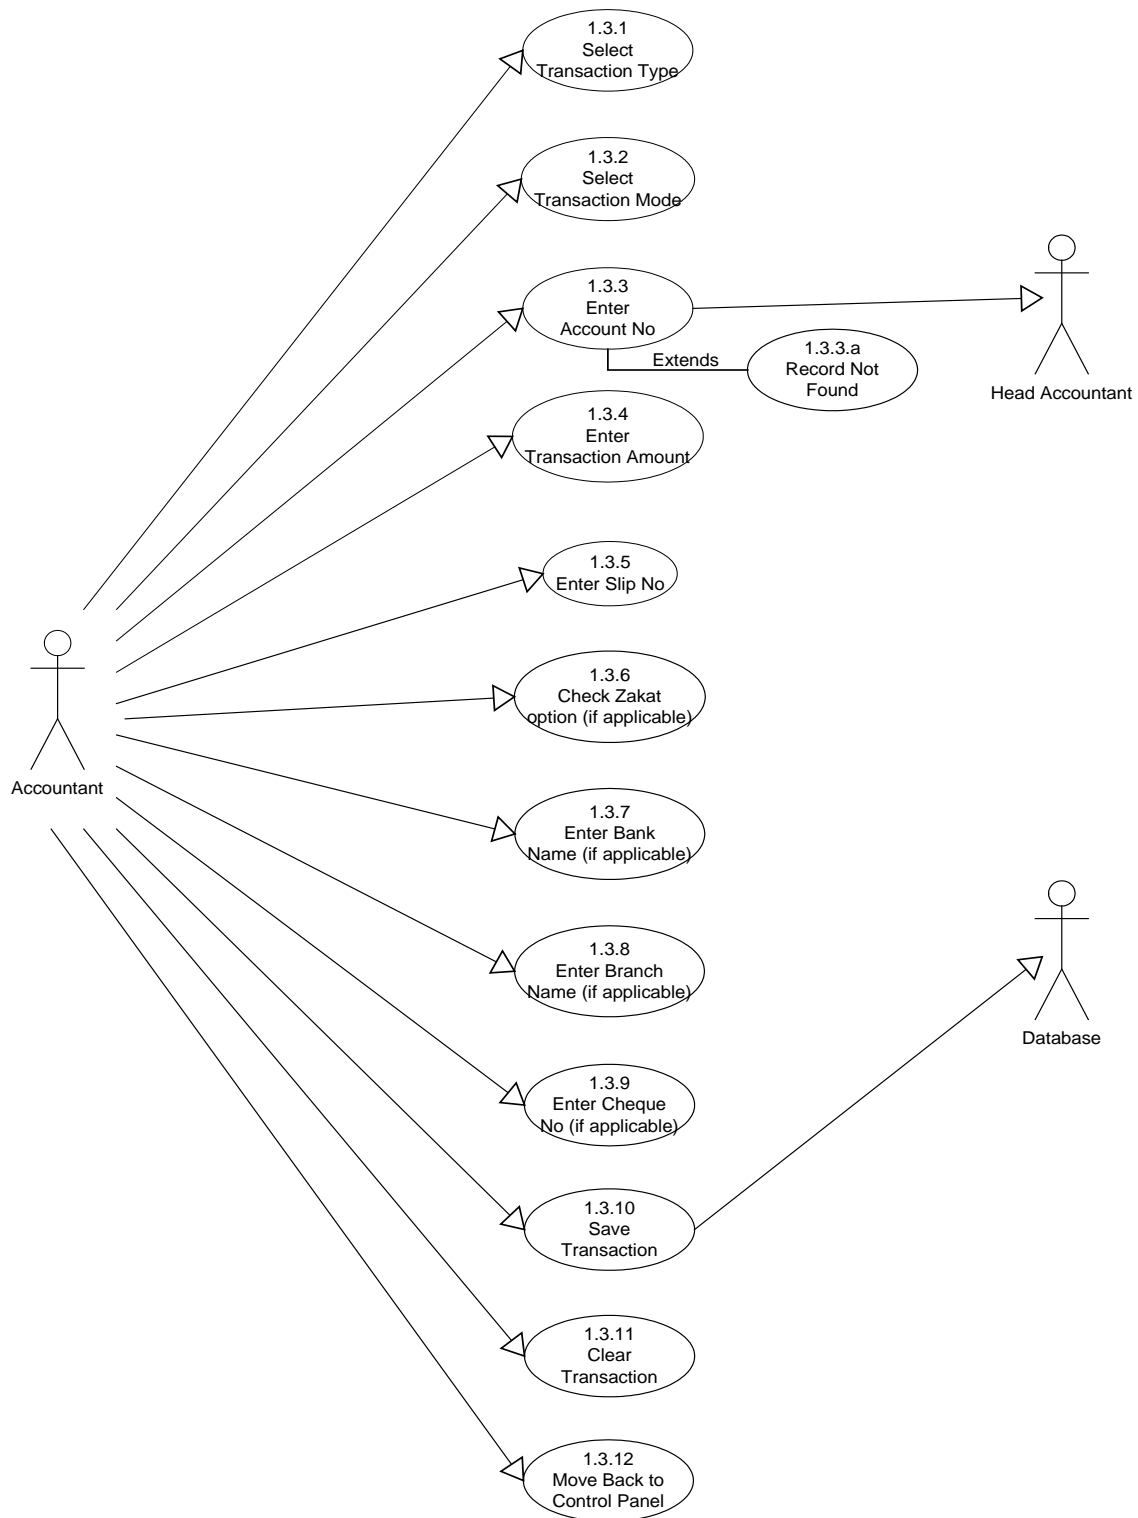 1.3.1
Select
Transaction Type
1.3.2
Select
Transaction Mode
1.3.3
Enter
Account No
Extends
1.3.3.a
Record Not
Found
Head Accountant
1.3.4
Enter
Transaction Amount
1.3.5
Enter Slip No
1.3.6
Check Zakat
option (if applicable)
Accountant
1.3.7
Enter Bank
Name (if applicable)
1.3.8
Enter Branch
Name (if applicable)
Database
1.3.9
Enter Cheque
No (if applicable)
1.3.10
Save
Transaction
1.3.11
Clear
Transaction
1.3.12
Move Back to
Control Panel